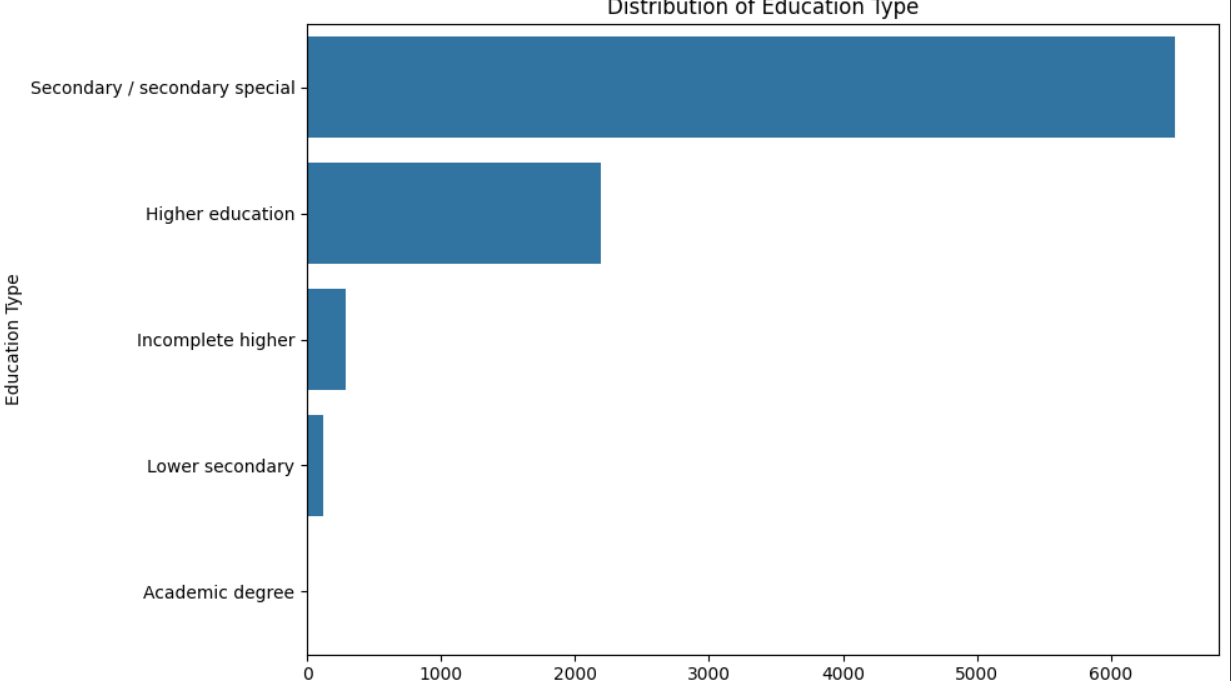 Distribution of Education Type
Secondary / secondary special
Higher education
Incomplete higher
Lower secondary
Academic degree
Education Type
0 1000 2000 3000 4000 5000 6000